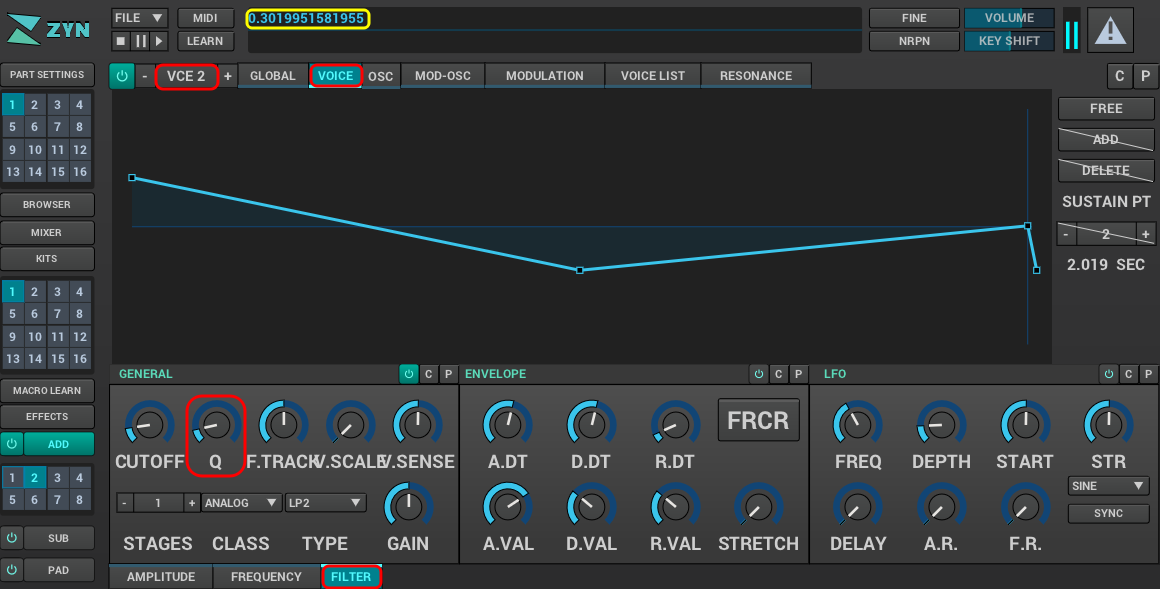 ZYN
FILE ▼ MIDI 0.3019951581955 FINE VOLUME
LEARN NRPN KEY SHIFT
PART SETTINGS - VCE 2 + GLOBAL VOICE OSC MOD-OSC MODULATION VOICE LIST RESONANCE C P
1 2 3 4
5 6 7 8
9 10 11 12
13 14 15 16
FREE
ADD
DELETE
SUSTAIN PT
- 2 +
2.019 SEC
BROWSER
MIXER
KITS
1 2 3 4
5 6 7 8
9 10 11 12
13 14 15 16
MACRO LEARN
EFFECTS
ADD
1 2 3 4
5 6 7 8
SUB
PAD
GENERAL C P
CUTOFF Q F.TRACK V.SCALE V.SENSE
- 1 + ANALOG ▼ LP2 ▼
STAGES CLASS TYPE GAIN
ENVELOPE C P
A.DT D.DT R.DT FRCR
A.VAL D.VAL R.VAL STRETCH
LFO C P
FREQ DEPTH START STR
SINE ▼
SYNC
DELAY A.R. F.R.
AMPLITUDE FREQUENCY FILTER